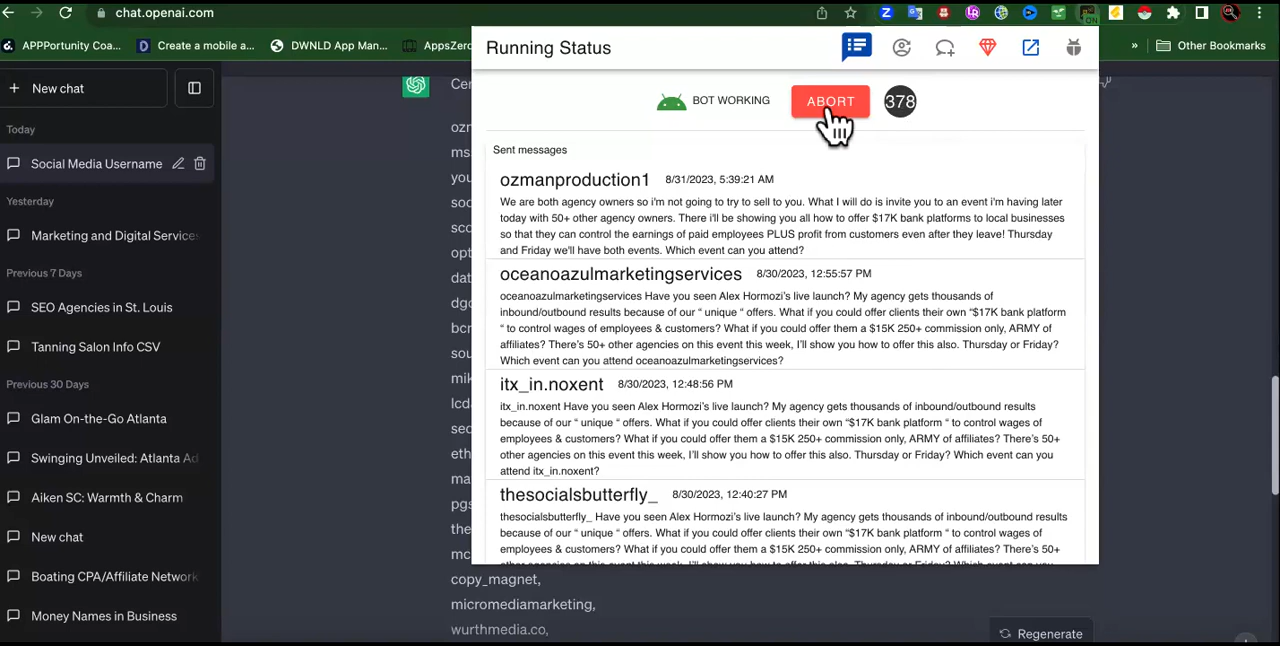 chat.openai.com
APPPortunity Coa...
Create a mobile a...
DWNLD App Man...
AppsZero
»
Other Bookmarks
Running Status
New chat
BOT WORKING
ABORT
378
Today
Social Media Username
Yesterday
Marketing and Digital Services
Previous 7 Days
SEO Agencies in St. Louis
Tanning Salon Info CSV
Previous 30 Days
Glam On-the-Go Atlanta
Swinging Unveiled: Atlanta Ad
Aiken SC: Warmth & Charm
New chat
Boating CPA/Affiliate Network
Money Names in Business
Sent messages
ozmanproduction1 8/31/2023, 5:39:21 AM
We are both agency owners so i'm not going to try to sell to you. What I will do is invite you to an event i'm having later
today with 50+ other agency owners. There i'll be showing you all how to offer $17K bank platforms to local businesses
so that they can control the earnings of paid employees PLUS profit from customers even after they leave! Thursday
and Friday we'll have both events. Which event can you attend?
oceanoazulmarketingservices 8/30/2023, 12:55:57 PM
oceanoazulmarketingservices Have you seen Alex Hormozi's live launch? My agency gets thousands of
inbound/outbound results because of our “ unique “ offers. What if you could offer clients their own “$17K bank platform
“ to control wages of employees & customers? What if you could offer them a $15K 250+ commission only, ARMY of
affiliates? There's 50+ other agencies on this event this week, I'll show you how to offer this also. Thursday or Friday?
Which event can you attend oceanoazulmarketingservices?
itx_in.noxent 8/30/2023, 12:48:56 PM
itx_in.noxent Have you seen Alex Hormozi's live launch? My agency gets thousands of inbound/outbound results
because of our “ unique “ offers. What if you could offer clients their own “$17K bank platform “ to control wages of
employees & customers? What if you could offer them a $15K 250+ commission only, ARMY of affiliates? There's 50+
other agencies on this event this week, I'll show you how to offer this also. Thursday or Friday? Which event can you
attend itx_in.noxent?
thesocialsbutterfly_ 8/30/2023, 12:40:27 PM
thesocialsbutterfly_ Have you seen Alex Hormozi's live launch? My agency gets thousands of inbound/outbound results
because of our “ unique “ offers. What if you could offer clients their own “$17K bank platform “ to control wages of
employees & customers? What if you could offer them a $15K 250+ commission only, ARMY of affiliates? There's 50+
copy_magnet,
micromediamarketing,
wurthmedia.co,
Regenerate